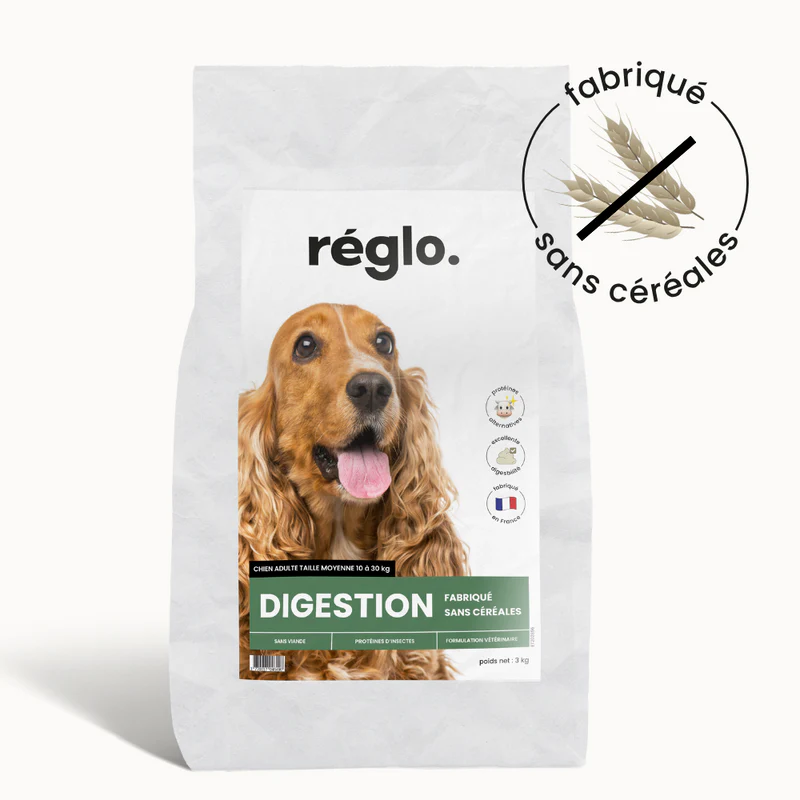 fabriqué
sans céréales
réglo.
protéines
alternatives
excellente
digestibilité
fabriqué
en France
CHIEN ADULTE TAILLE MOYENNE 10 à 30 kg
DIGESTION
FABRIQUÉ
SANS CÉRÉALES
SANS VIANDE
PROTÉINES D'INSECTES
FORMULATION VÉTÉRINAIRE
poids net : 3 kg